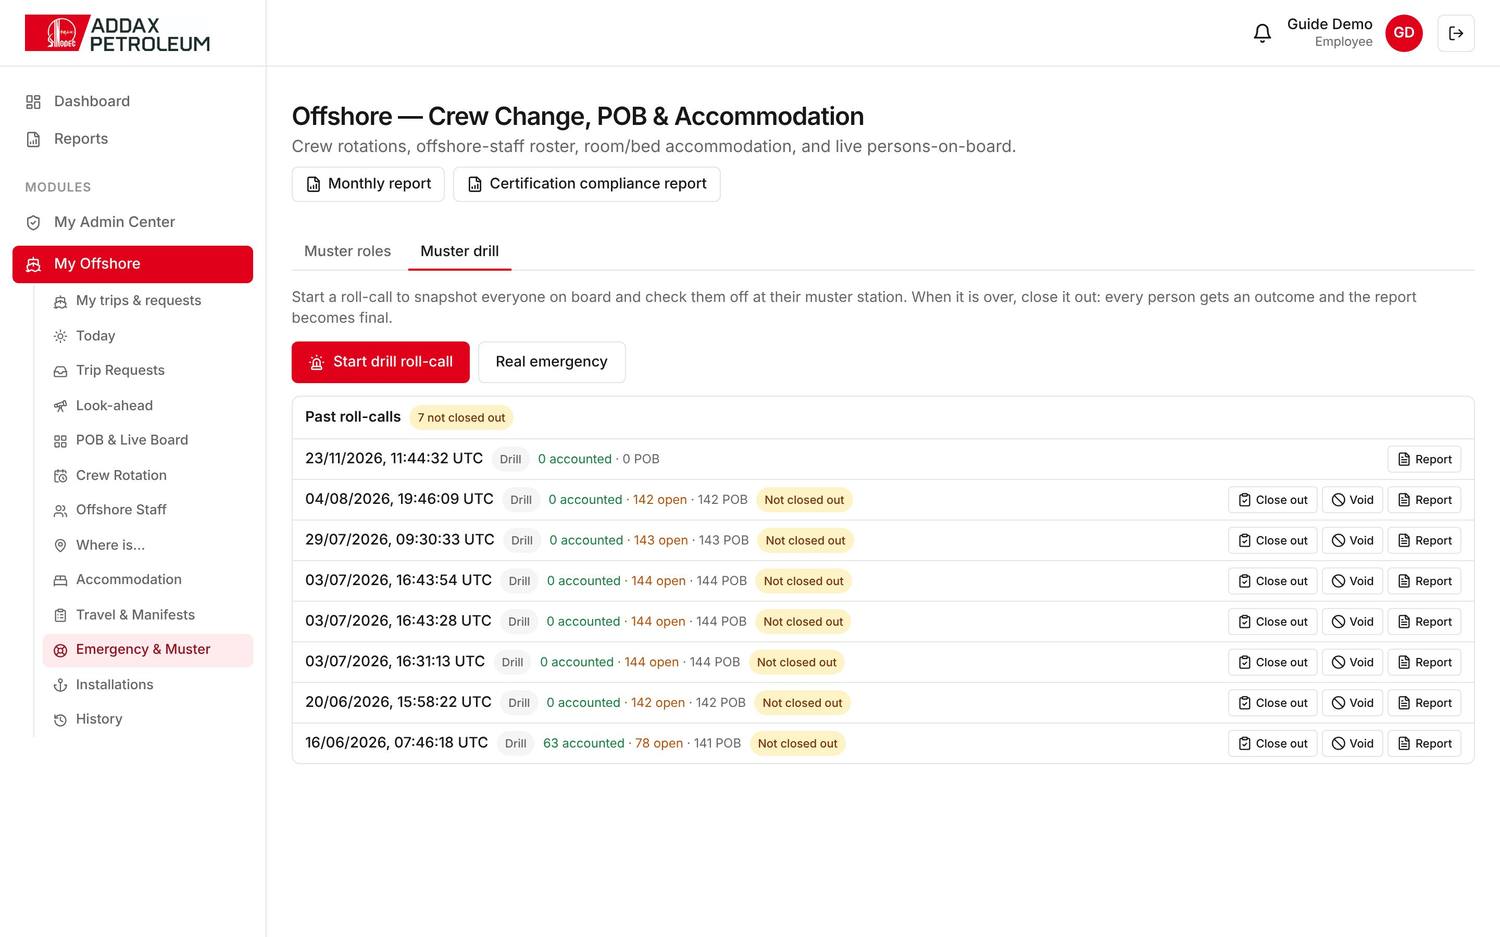 SINOPEC
ADDAX
PETROLEUM
Guide Demo
Employee
GD
Dashboard
Reports
MODULES
My Admin Center
My Offshore
My trips & requests
Today
Trip Requests
Look-ahead
POB & Live Board
Crew Rotation
Offshore Staff
Where is...
Accommodation
Travel & Manifests
Emergency & Muster
Installations
History
Offshore — Crew Change, POB & Accommodation
Crew rotations, offshore-staff roster, room/bed accommodation, and live persons-on-board.
Monthly report
Certification compliance report
Muster roles
Muster drill
Start a roll-call to snapshot everyone on board and check them off at their muster station. When it is over, close it out: every person gets an outcome and the report
becomes final.
Start drill roll-call
Real emergency
Past roll-calls 7 not closed out
23/11/2026, 11:44:32 UTC Drill 0 accounted · 0 POB Report
04/08/2026, 19:46:09 UTC Drill 0 accounted · 142 open · 142 POB Not closed out Close out Void Report
29/07/2026, 09:30:33 UTC Drill 0 accounted · 143 open · 143 POB Not closed out Close out Void Report
03/07/2026, 16:43:54 UTC Drill 0 accounted · 144 open · 144 POB Not closed out Close out Void Report
03/07/2026, 16:43:28 UTC Drill 0 accounted · 144 open · 144 POB Not closed out Close out Void Report
03/07/2026, 16:31:13 UTC Drill 0 accounted · 144 open · 144 POB Not closed out Close out Void Report
20/06/2026, 15:58:22 UTC Drill 0 accounted · 142 open · 142 POB Not closed out Close out Void Report
16/06/2026, 07:46:18 UTC Drill 63 accounted · 78 open · 141 POB Not closed out Close out Void Report